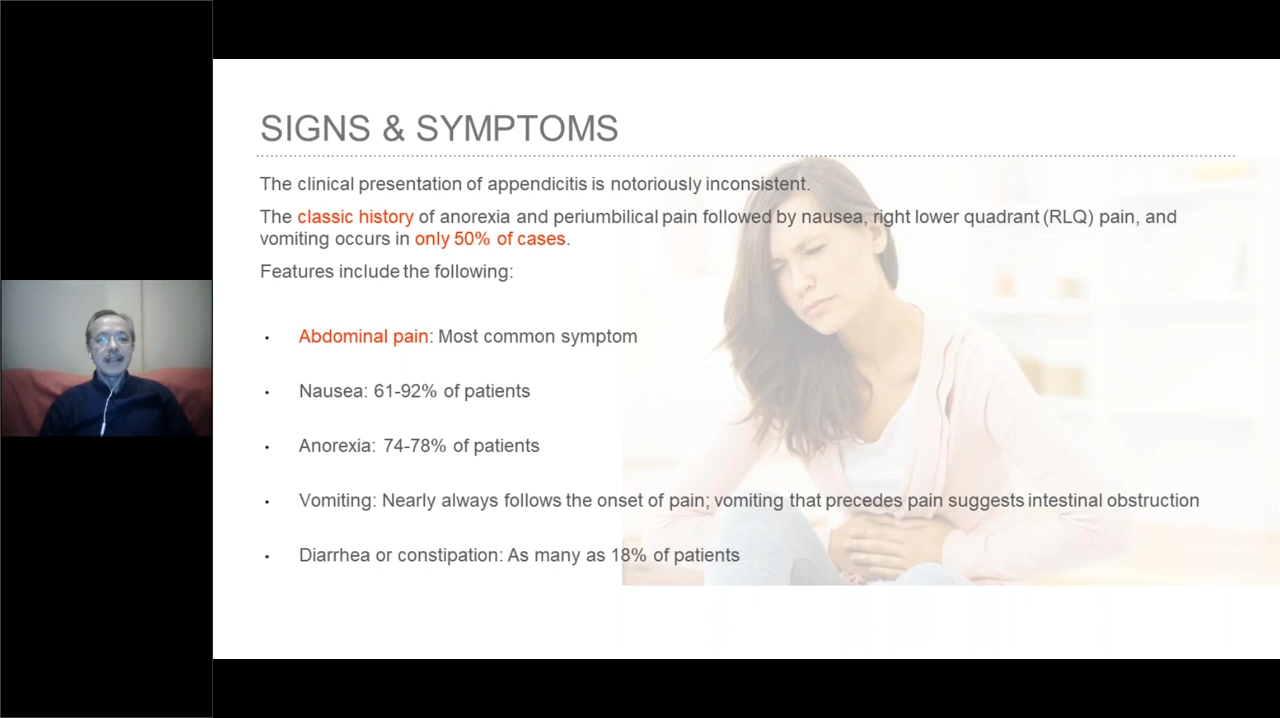 SIGNS & SYMPTOMS
The clinical presentation of appendicitis is notoriously inconsistent.
The classic history of anorexia and periumbilical pain followed by nausea, right lower quadrant (RLQ) pain, and
vomiting occurs in only 50% of cases.
Features include the following:
• Abdominal pain: Most common symptom
• Nausea: 61-92% of patients
• Anorexia: 74-78% of patients
• Vomiting: Nearly always follows the onset of pain; vomiting that precedes pain suggests intestinal obstruction
• Diarrhea or constipation: As many as 18% of patients